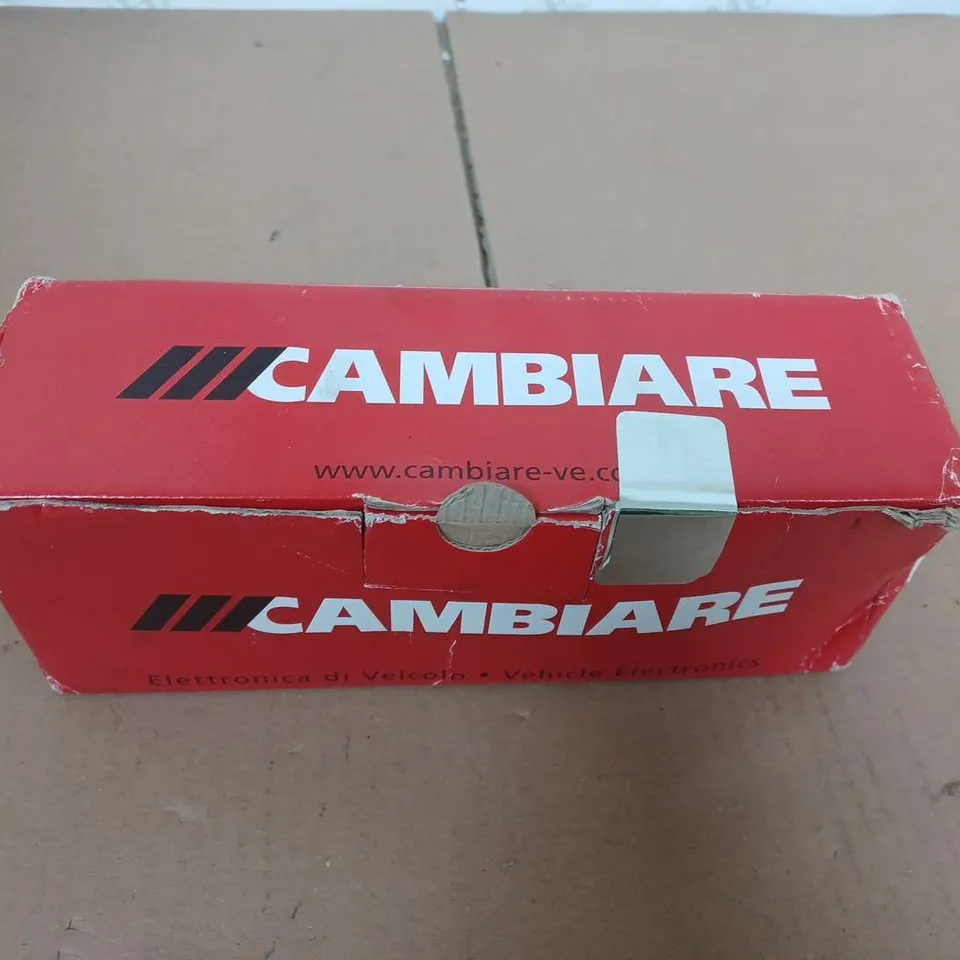 CAMBIARE
www.cambiare-ve.co
CAMBIARE
Elettronica di Veicolo • Vehicle Electronics